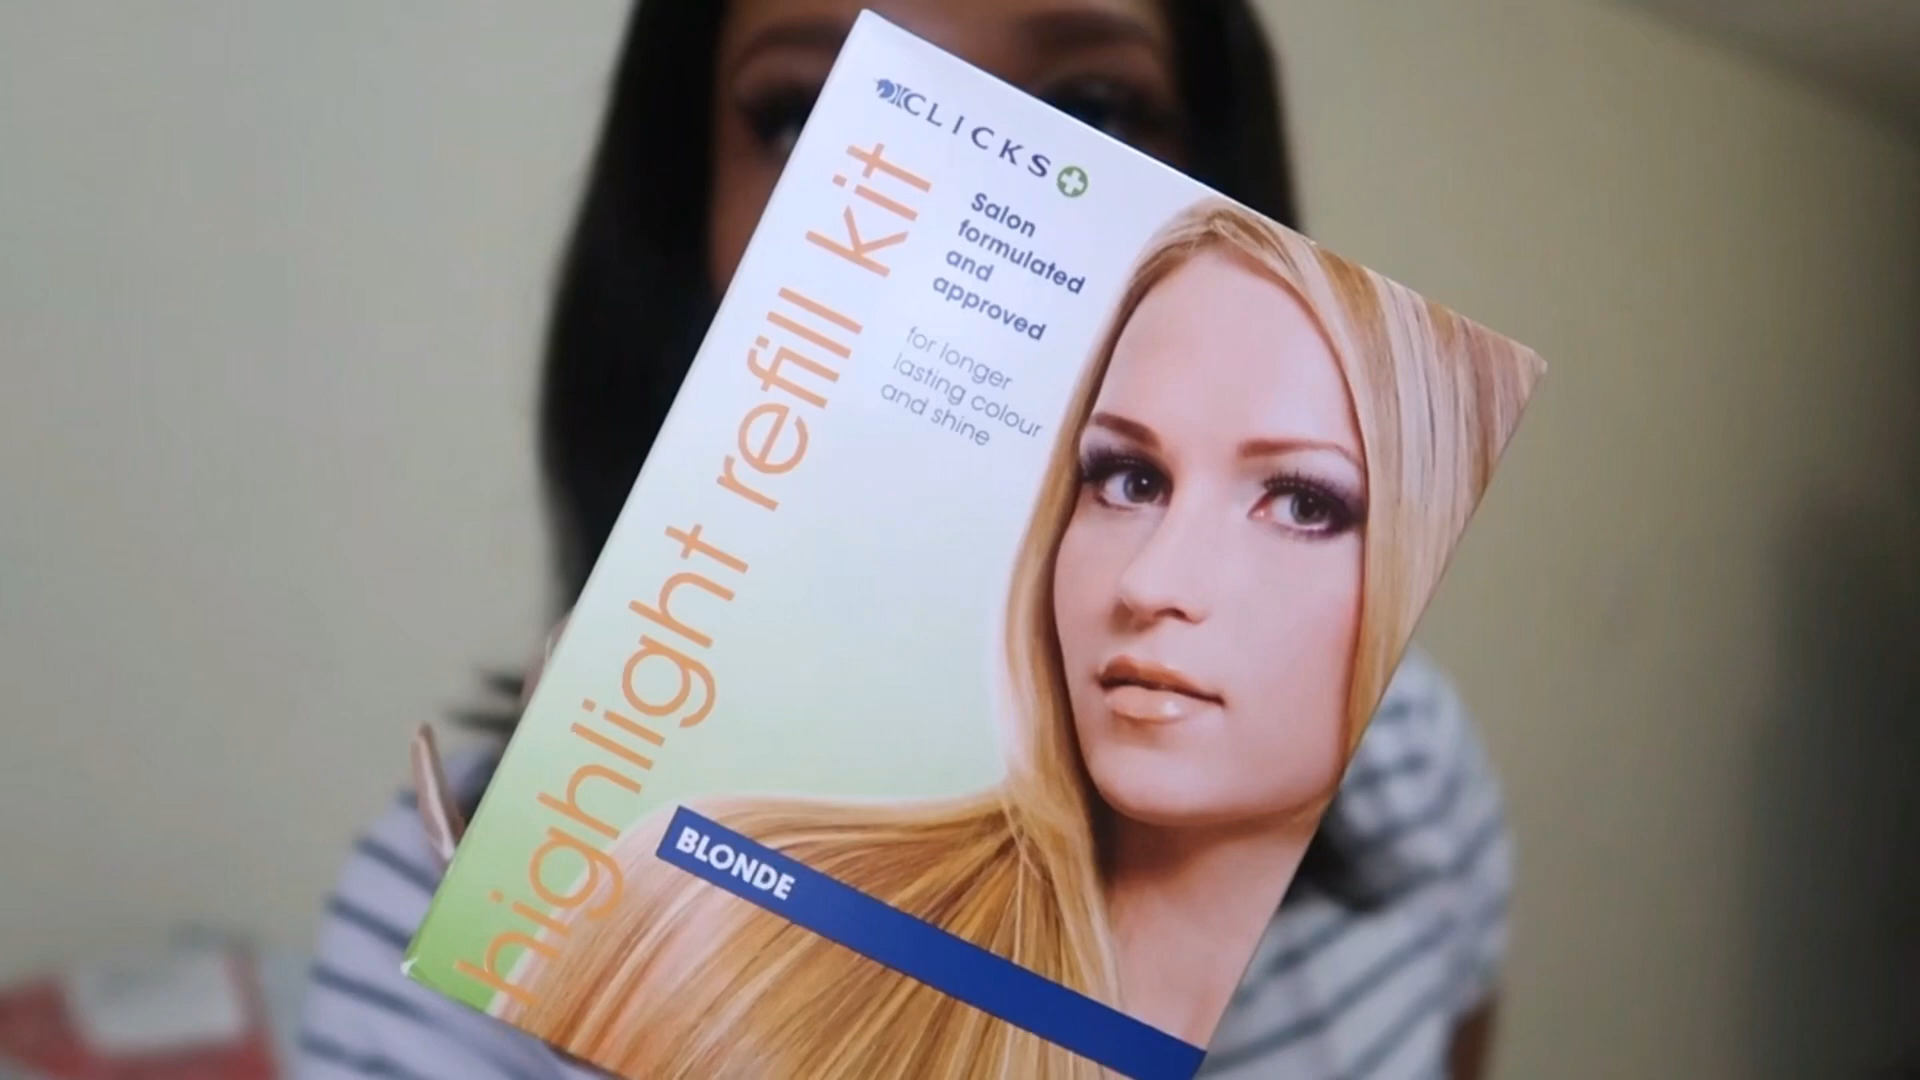 CLICKS
highlight refill kit
Salon
formulated
and
approved
for longer
lasting colour
and shine
BLONDE